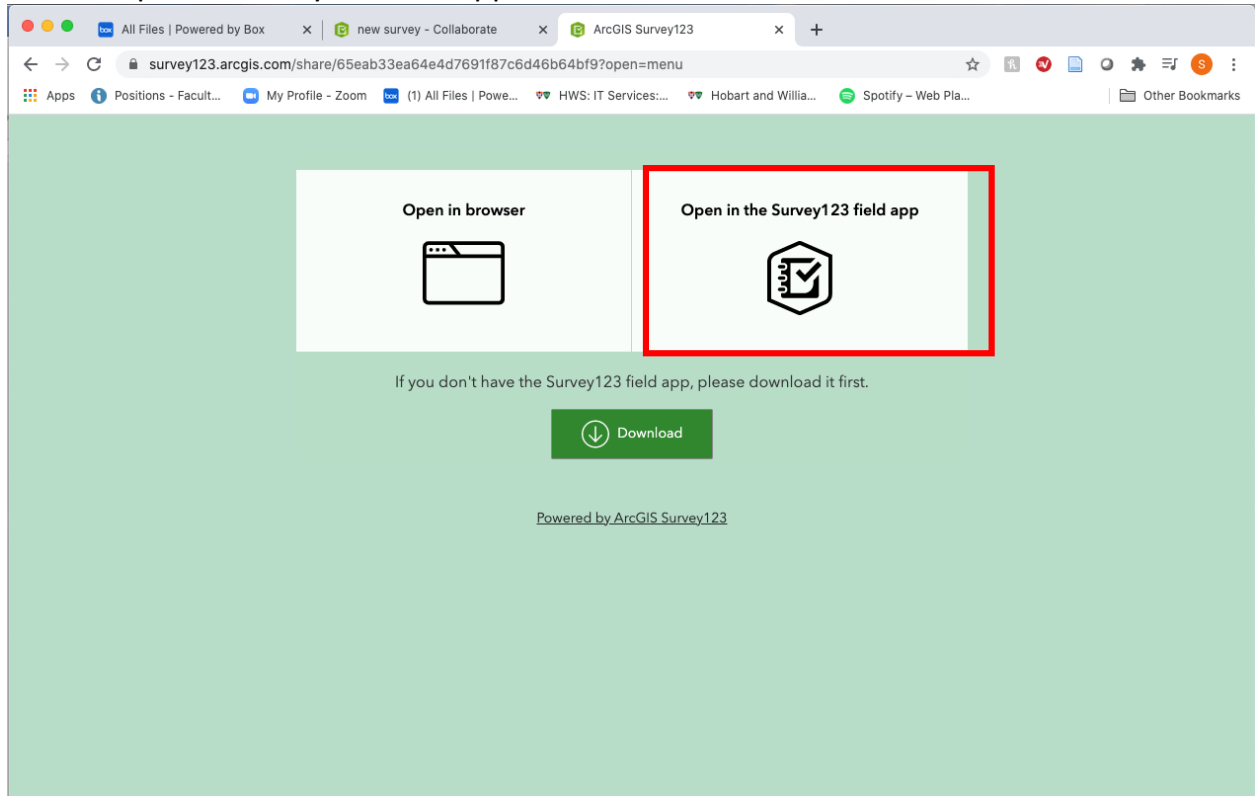 All Files | Powered by Box
new survey - Collaborate
ArcGIS Survey123
survey123.arcgis.com/share/65eab33ea64e4d7691f87c6d46b64bf9?open=menu
Apps
Positions - Facult...
My Profile - Zoom
(1) All Files | Powe...
HWS: IT Services:...
Hobart and Willia...
Spotify – Web Pla...
Other Bookmarks
Open in browser
Open in the Survey123 field app
If you don't have the Survey123 field app, please download it first.
Download
Powered by ArcGIS Survey123